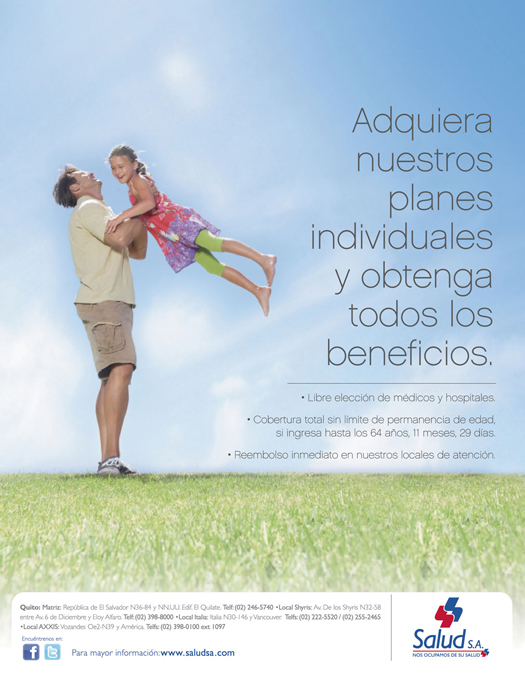 Adquiera
nuestros
planes
individuales
y obtenga
todos los
beneficios.
• Libre elección de médicos y hospitales.
• Cobertura total sin límite de permanencia de edad,
si ingresa hasta los 64 años, 11 meses, 29 días.
• Reembolso inmediato en nuestros locales de atención.
Quito: Matriz: República de El Salvador N36-84 y NN.UU. Edif. El Quilate. Telf: (02) 246-5740 •Local Shyris: Av. De los Shyris N32-58
entre Av. 6 de Diciembre y Eloy Alfaro. Telf: (02) 398-8000 •Local Italia: Italia N30-146 y Vancouver Telfs: (02) 222-5520 / (02) 255-2465
•Local AXXIS: Vozandes Oe2-N39 y América. Telfs: (02) 398-0100 ext: 1097
Encuéntrenos en:
Para mayor información: www.saludsa.com
Salud S.A.
NOS OCUPAMOS DE SU SALUD